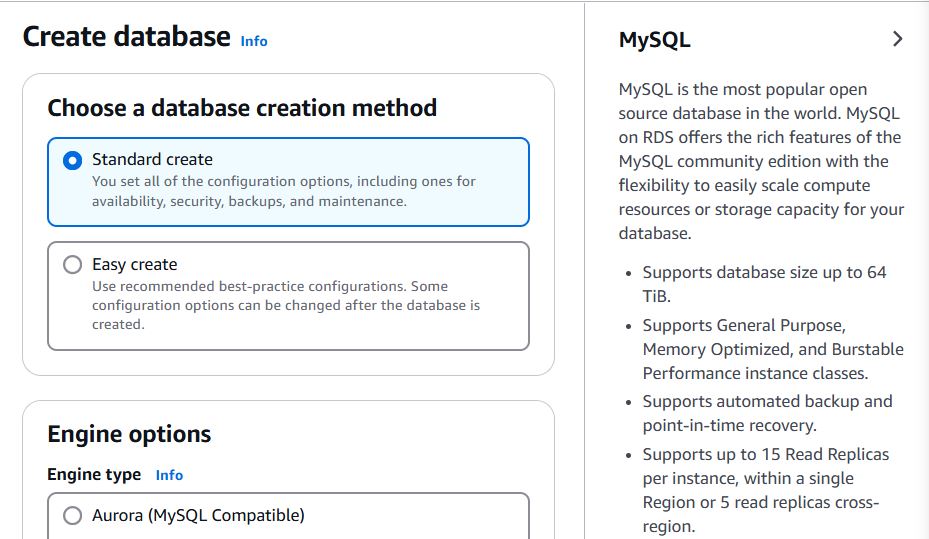 Create database Info
Choose a database creation method
Standard create
You set all of the configuration options, including ones for
availability, security, backups, and maintenance.
Easy create
Use recommended best-practice configurations. Some
configuration options can be changed after the database is
created.
Engine options
Engine type Info
Aurora (MySQL Compatible)
MySQL
MySQL is the most popular open
source database in the world. MySQL
on RDS offers the rich features of the
MySQL community edition with the
flexibility to easily scale compute
resources or storage capacity for your
database.
• Supports database size up to 64
TiB.
• Supports General Purpose,
Memory Optimized, and Burstable
Performance instance classes.
• Supports automated backup and
point-in-time recovery.
• Supports up to 15 Read Replicas
per instance, within a single
Region or 5 read replicas cross-
region.